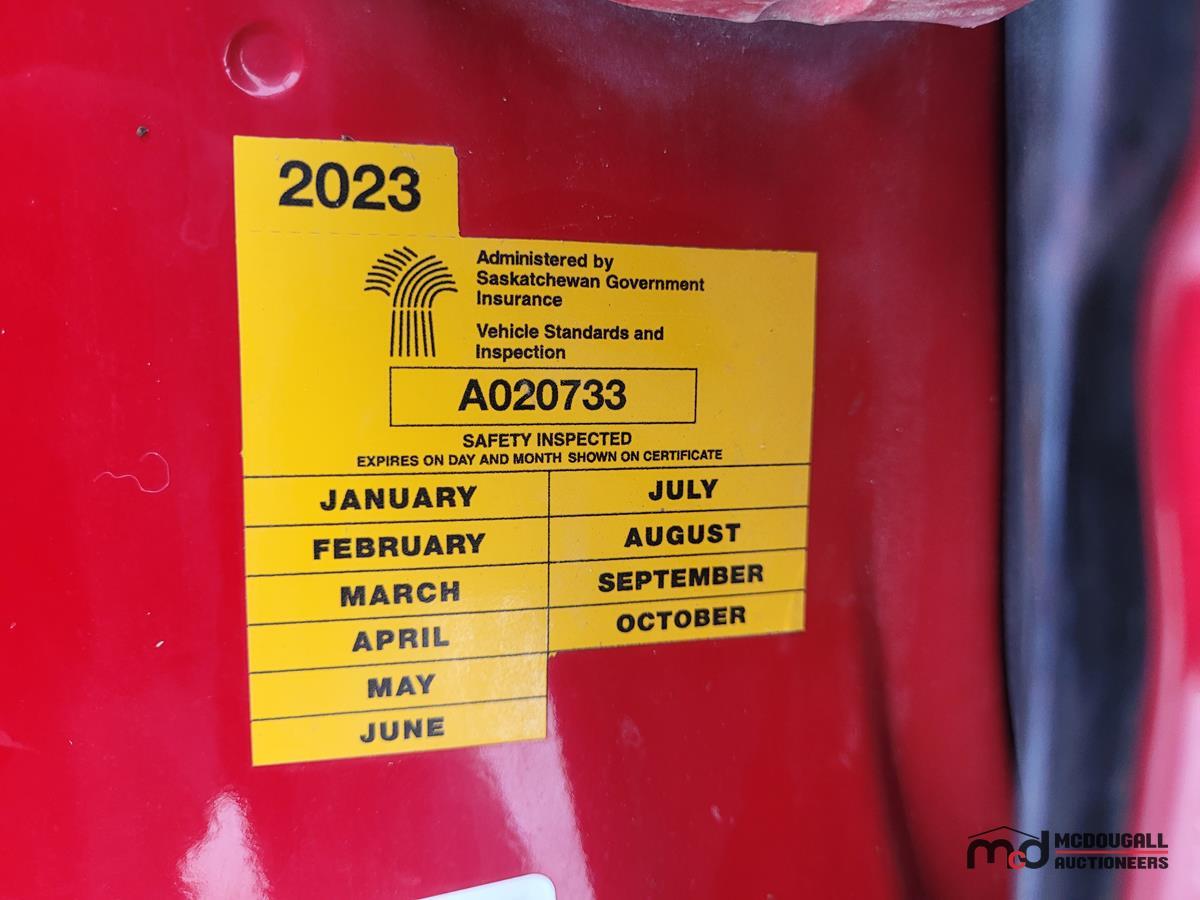 2023
Administered by
Saskatchewan Government
Insurance
Vehicle Standards and
Inspection
A020733
SAFETY INSPECTED
EXPIRES ON DAY AND MONTH SHOWN ON CERTIFICATE
JANUARY
FEBRUARY
MARCH
APRIL
MAY
JUNE
JULY
AUGUST
SEPTEMBER
OCTOBER
mcd MCDOUGALL
AUCTIONEERS